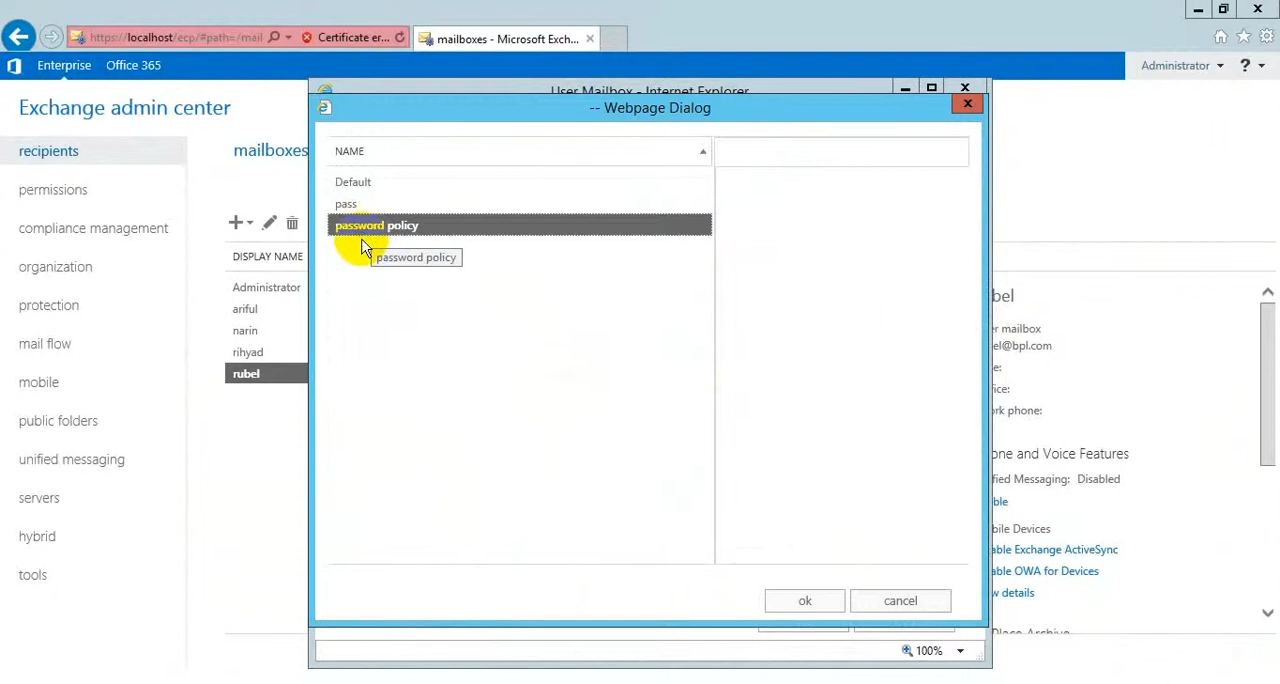 https://localhost/ecp/#path=/mail
Certificate er...
mailboxes - Microsoft Exch...
Enterprise
Office 365
Administrator
?
Exchange admin center
recipients
permissions
compliance management
organization
protection
mail flow
mobile
public folders
unified messaging
servers
hybrid
tools
mailboxes
DISPLAY NAME
Administrator
ariful
narin
rihyad
rubel
User Mailbox - Internet Explorer
-- Webpage Dialog
NAME
Default
pass
password policy
password policy
ok
cancel
100%
bel
r mailbox
el@bpl.com
e:
ice:
rk phone:
one and Voice Features
fied Messaging: Disabled
ble
bile Devices
able Exchange ActiveSync
able OWA for Devices
w details
Place Archive